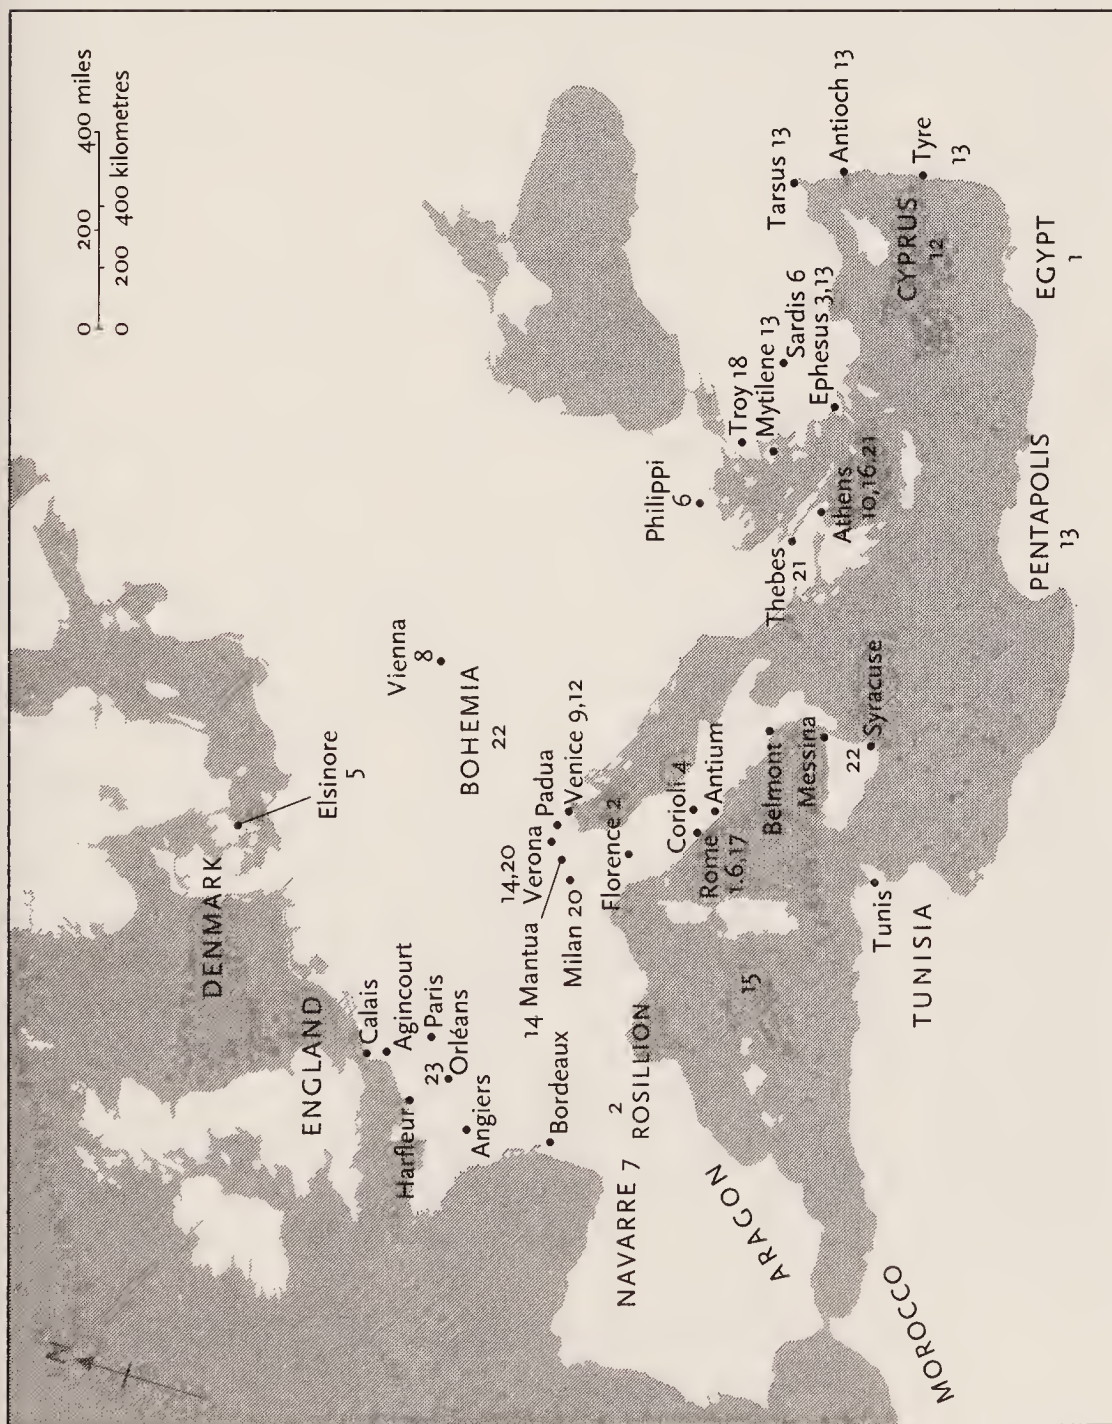 0 200 400 miles
0 200 400 kilometres
N
DENMARK
Elsinore
5
ENGLAND
Calais
Agincourt
Harfleur
Paris
23
Orléans
Angiers
Vienna
8
BOHEMIA
22
14,20
Verona
Padua
Venice 9,12
14 Mantua
Milan 20
Bordeaux
Florence 2
2
ROSILLION
NAVARRE 7
ARAGON
MOROCCO
Corioli 4
Antium
Rome
1,6,17
Belmont
Messina
22
Syracuse
15
Tunis
TUNISIA
Philippi
6
Troy 18
Mytilene 13
Sardis 6
Ephesus 3,13
Thebes
21
Athens
10,16,21
Tarsus 13
Antioch 13
CYPRUS
12
Tyre
13
PENTAPOLIS
13
EGYPT
1